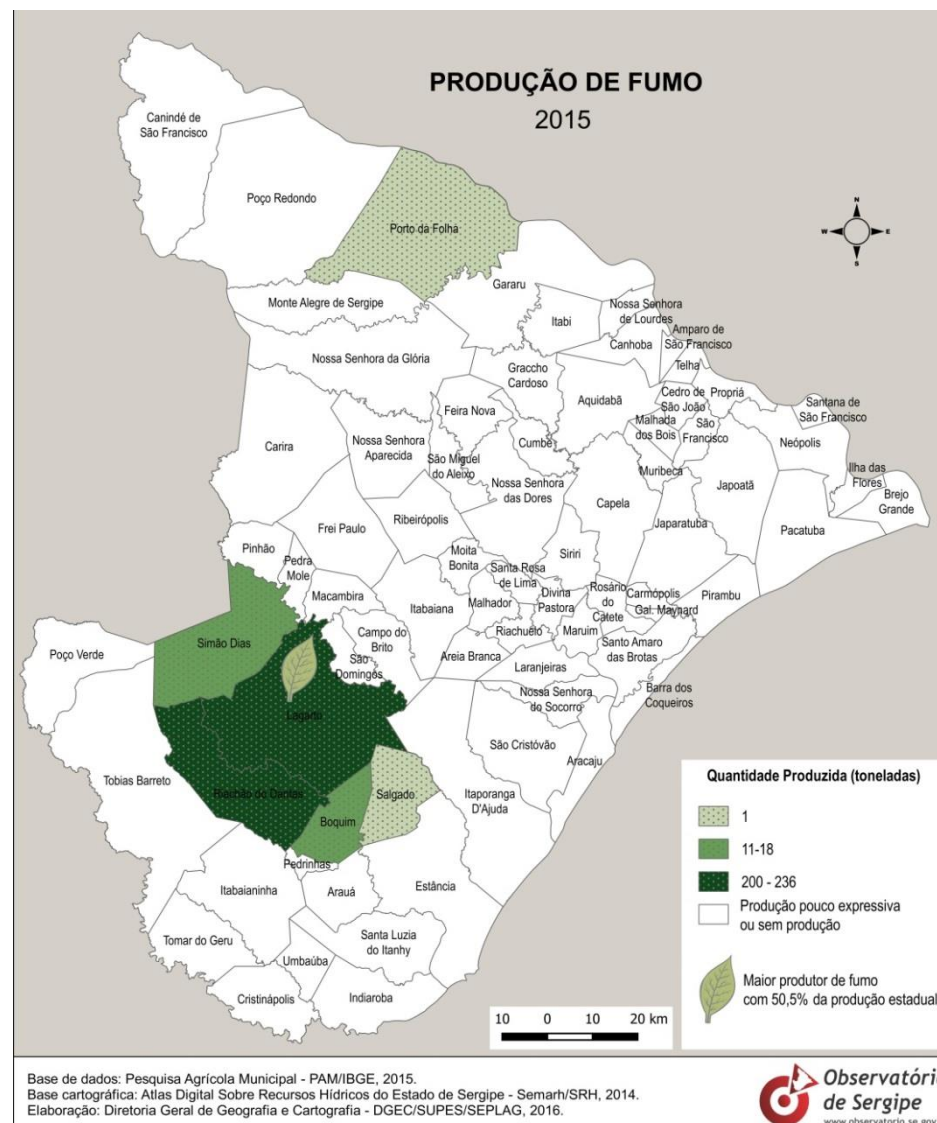 PRODUÇÃO DE FUMO
2015
Canindé de
São Francisco
Poço Redondo
Porto da Folha
N
W
E
S
Gararu
Monte Alegre de Sergipe
Itabi
Nossa Senhora
de Lourdes
Amparo de
São Francisco
Canhoba
Telha
Nossa Senhora da Glória
Graccho
Cardoso
Aquidabã
Cedro de
São João
Propriá
Santana de
São Francisco
Feira Nova
Malhada
dos Bois
São
Francisco
Neópolis
Carira
Nossa Senhora
Aparecida
São Miguel
do Aleixo
Cumbe
Muribeca
Ilha das
Flores
Brejo
Grande
Nossa Senhora
das Dores
Capela
Japoatã
Japaratuba
Pacatuba
Frei Paulo
Ribeirópolis
Pinhão
Pedra
Mole
Moita
Bonita
Santa Rosa
de Lima
Siriri
Macambira
Itabaiana
Malhador
Divina
Pastora
Rosário
do
Catete
Carmópolis
Gal. Maynard
Pirambu
Simão Dias
Campo do
Brito
Riachuelo
Maruim
Santo Amaro
das Brotas
Poço Verde
São
Domingos
Areia Branca
Laranjeiras
Nossa Senhora
do Socorro
Barra dos
Coqueiros
Lagarto
São Cristóvão
Aracaju
Tobias Barreto
Riachão do Dantas
Salgado
Itaporanga
D'Ajuda
Boquim
Pedrinhas
Itabaianinha
Arauá
Estância
Tomar do Geru
Santa Luzia
do Itanhy
Umbaúba
Cristinápolis
Indiaroba
Quantidade Produzida (toneladas)
1
11-18
200 - 236
Produção pouco expressiva
ou sem produção
Maior produtor de fumo
com 50,5% da produção estadual
10 0 10 20 km
Base de dados: Pesquisa Agrícola Municipal - PAM/IBGE, 2015.
Base cartográfica: Atlas Digital Sobre Recursos Hídricos do Estado de Sergipe - Semarh/SRH, 2014.
Elaboração: Diretoria Geral de Geografia e Cartografia - DGEC/SUPES/SEPLAG, 2016.
Observatório
de Sergipe
www.observatorio.se.gov